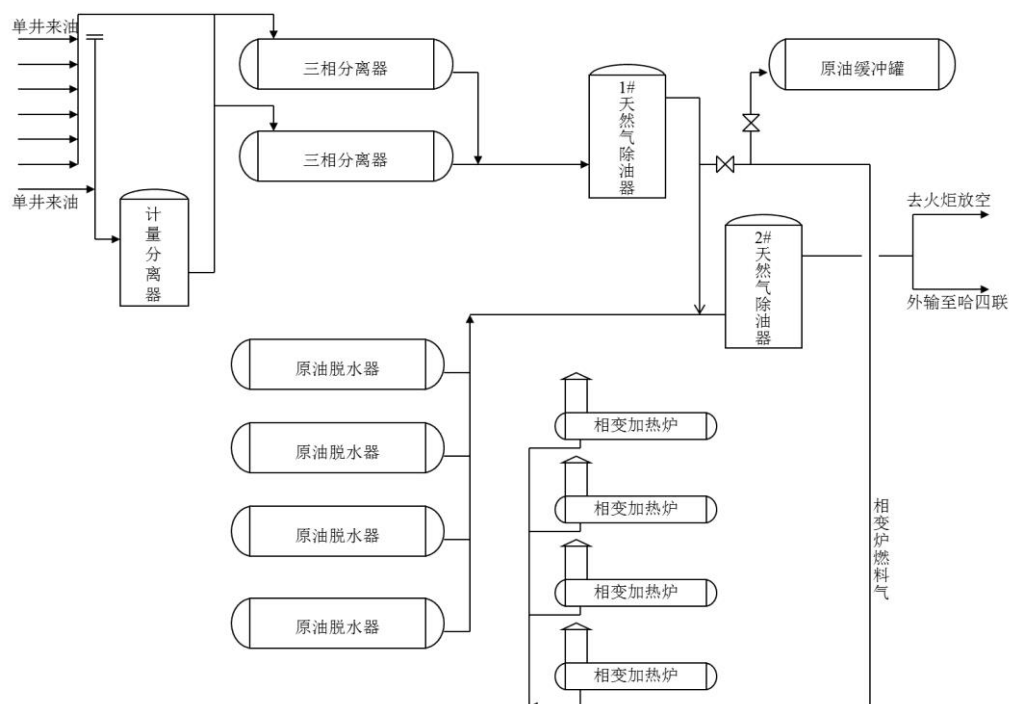 单井来油
三相分离器
原油缓冲罐
1#天然气除油器
三相分离器
单井来油
计量分离器
去火炬放空
2#天然气除油器
外输至哈四联
原油脱水器
相变加热炉
原油脱水器
相变加热炉
原油脱水器
相变炉燃料气
相变加热炉
原油脱水器
相变加热炉